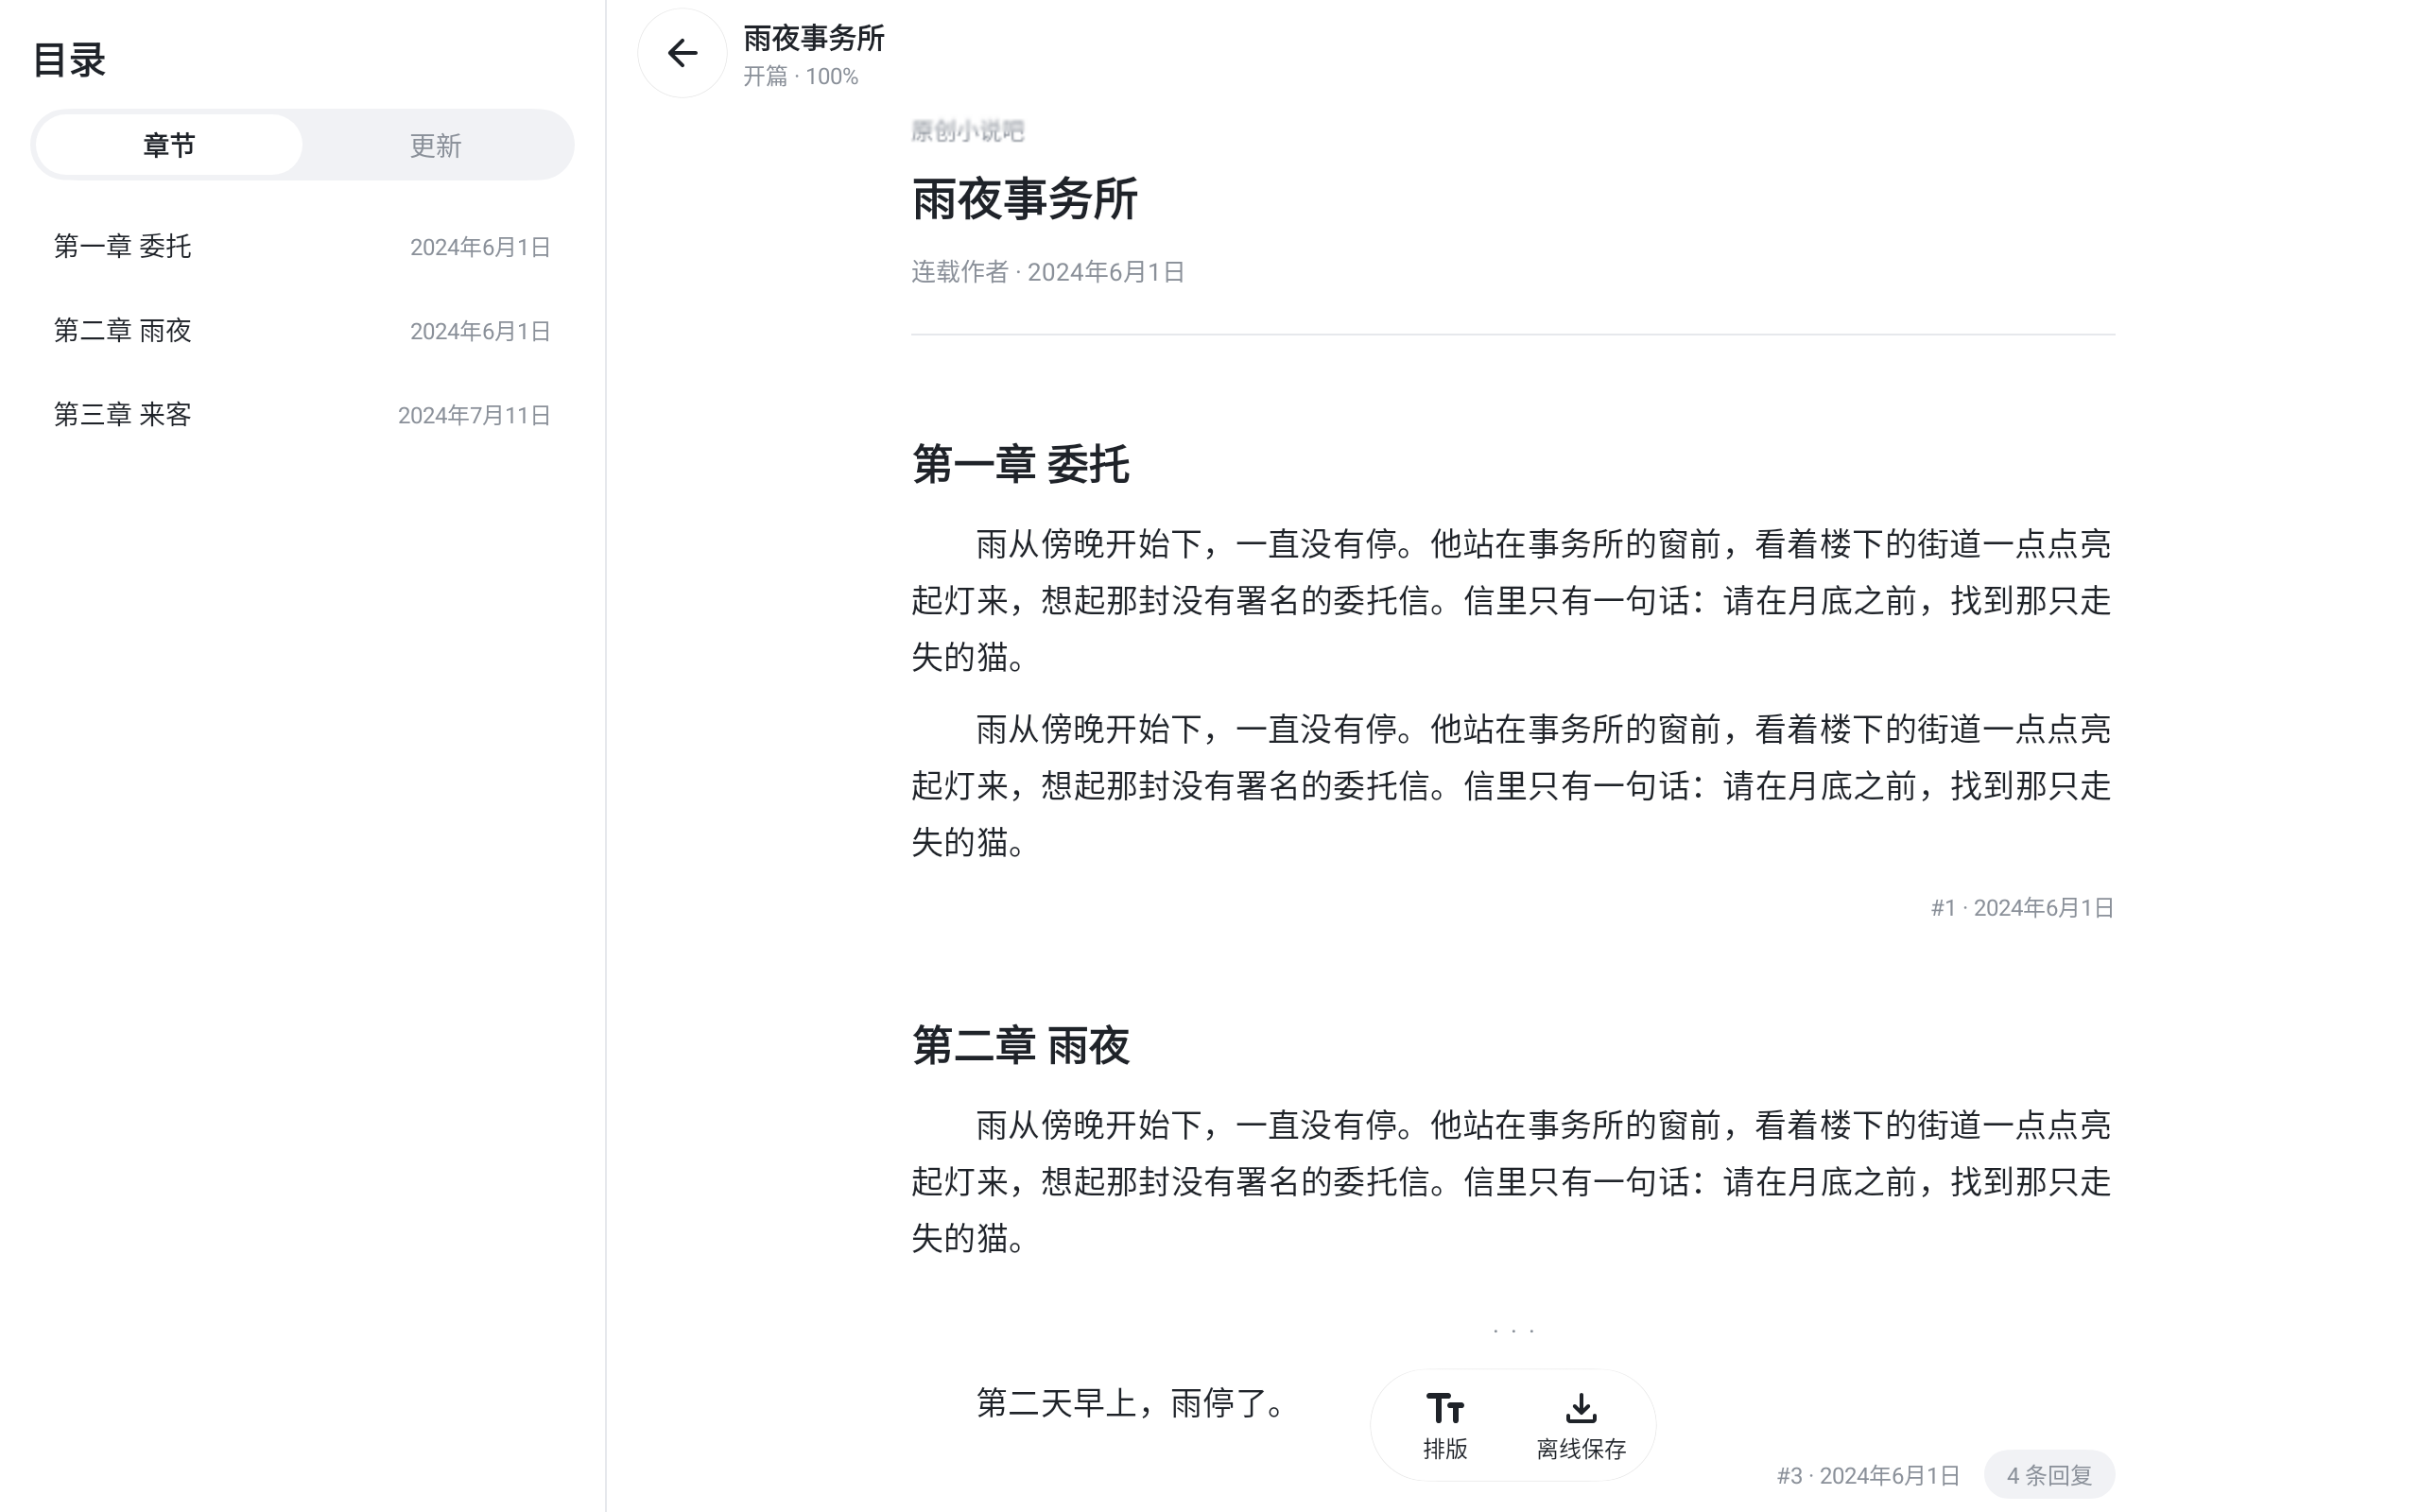 目录
章节
更新
第一章 委托
2024年6月1日
第二章 雨夜
2024年6月1日
第三章 来客
2024年7月11日
雨夜事务所
开篇 · 100%
原创小说吧
雨夜事务所
连载作者 · 2024年6月1日
第一章 委托
雨从傍晚开始下，一直没有停。他站在事务所的窗前，看着楼下的街道一点点亮
起灯来，想起那封没有署名的委托信。信里只有一句话：请在月底之前，找到那只走
失的猫。
雨从傍晚开始下，一直没有停。他站在事务所的窗前，看着楼下的街道一点点亮
起灯来，想起那封没有署名的委托信。信里只有一句话：请在月底之前，找到那只走
失的猫。
#1 · 2024年6月1日
第二章 雨夜
雨从傍晚开始下，一直没有停。他站在事务所的窗前，看着楼下的街道一点点亮
起灯来，想起那封没有署名的委托信。信里只有一句话：请在月底之前，找到那只走
失的猫。
· · ·
第二天早上，雨停了。
排版
离线保存
#3 · 2024年6月1日
4 条回复